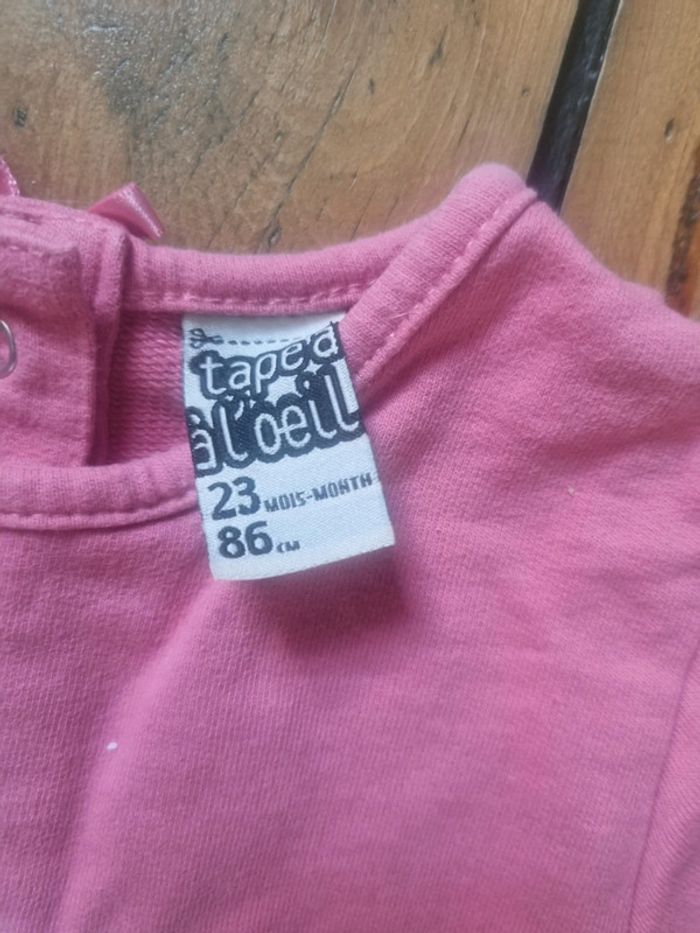 tape à
l'oeil
23 MOIS-MONTH
86 CM